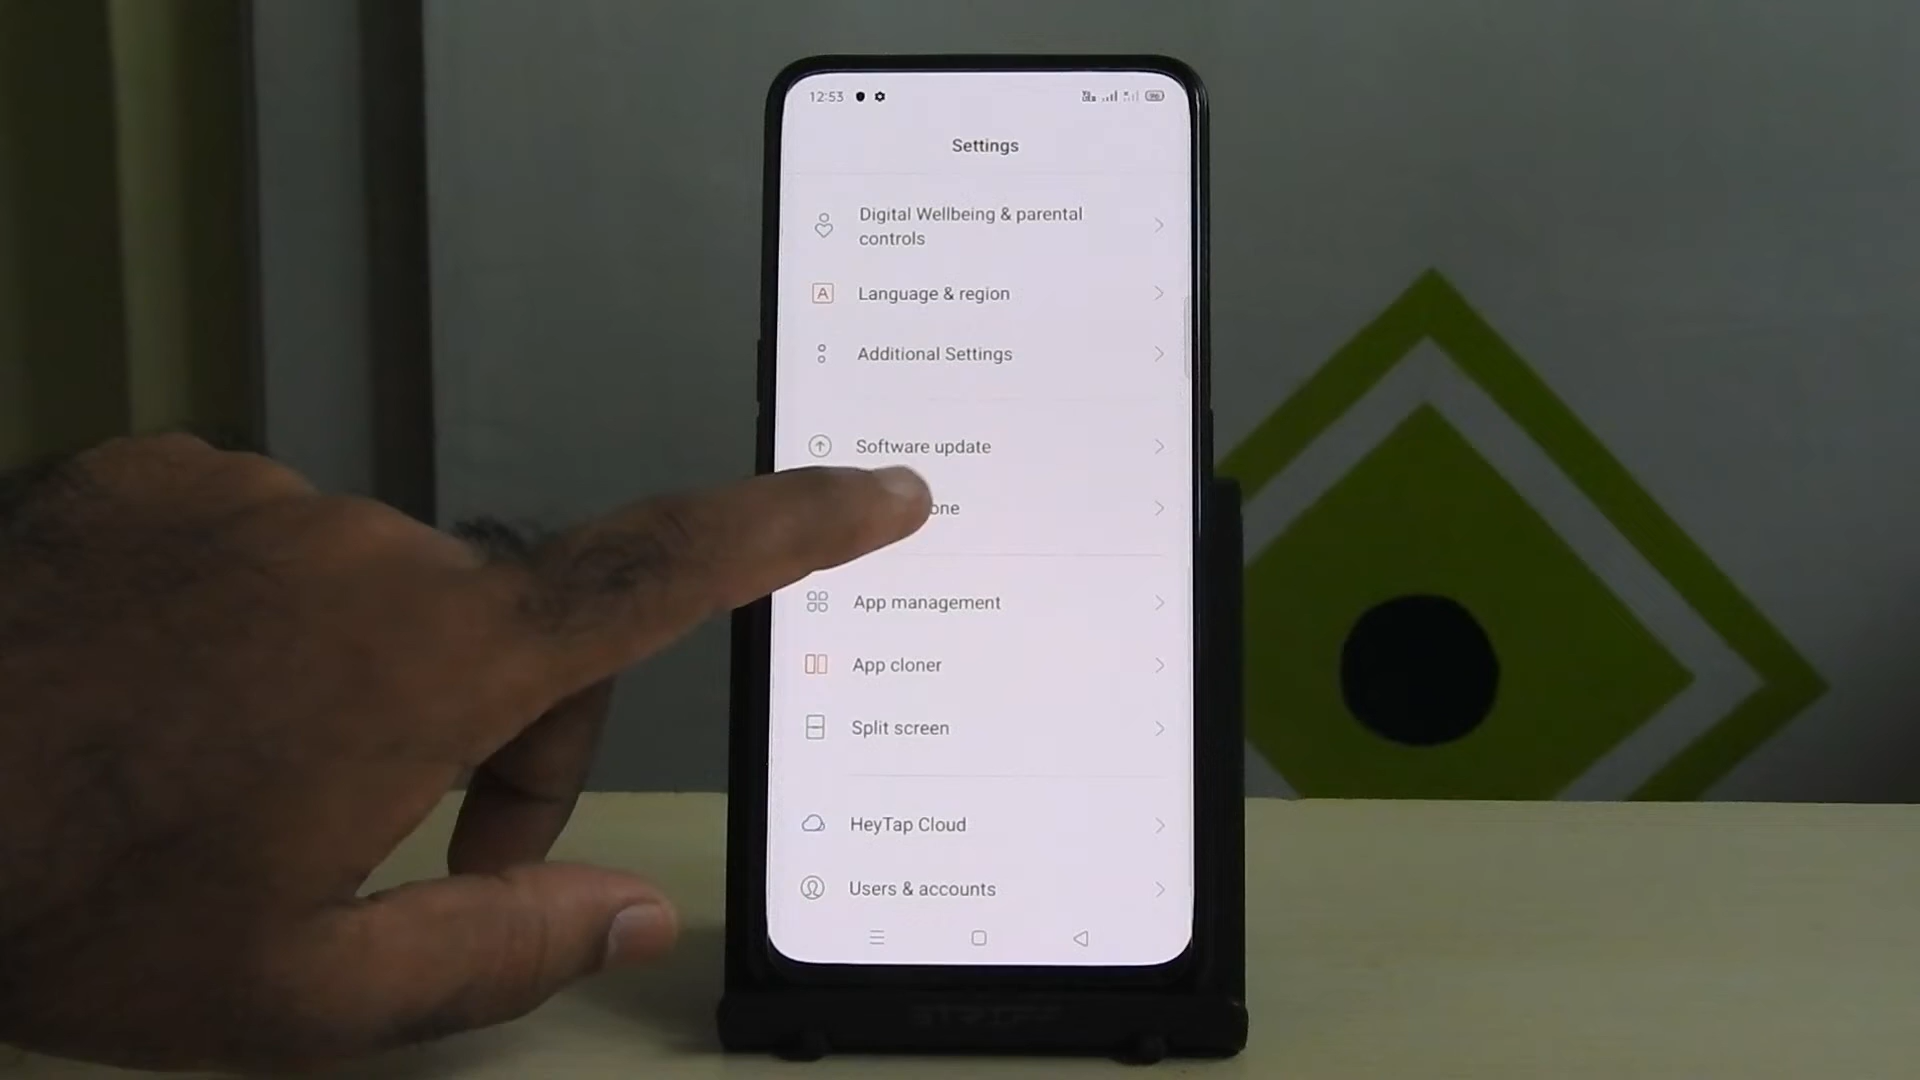 12:53
Settings
Digital Wellbeing & parental
controls
Language & region
Additional Settings
Software update
one
App management
App cloner
Split screen
HeyTap Cloud
Users & accounts